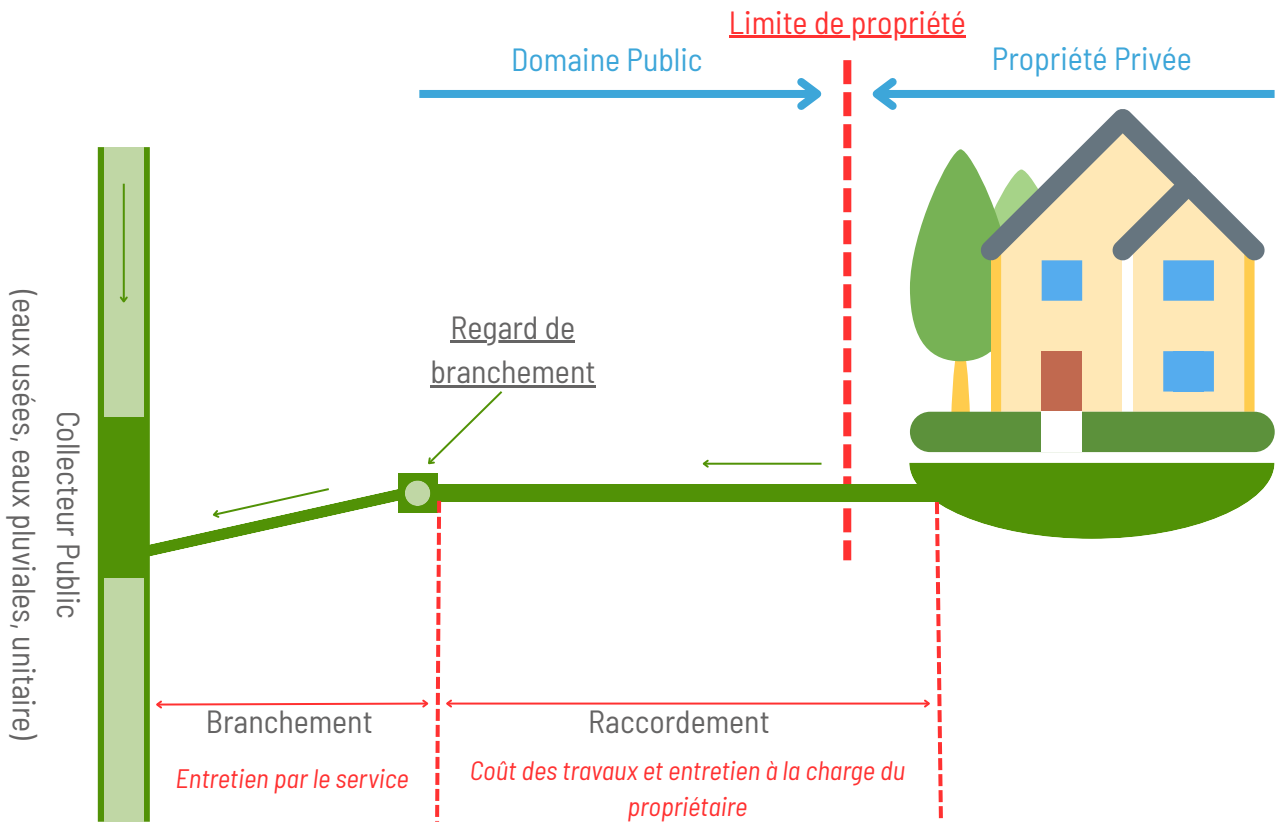 Limite de propriété
Domaine Public
Propriété Privée
Regard de
branchement
Collecteur Public
(eaux usées, eaux pluviales, unitaire)
Branchement
Raccordement
Entretien par le service
Coût des travaux et entretien à la charge du
propriétaire